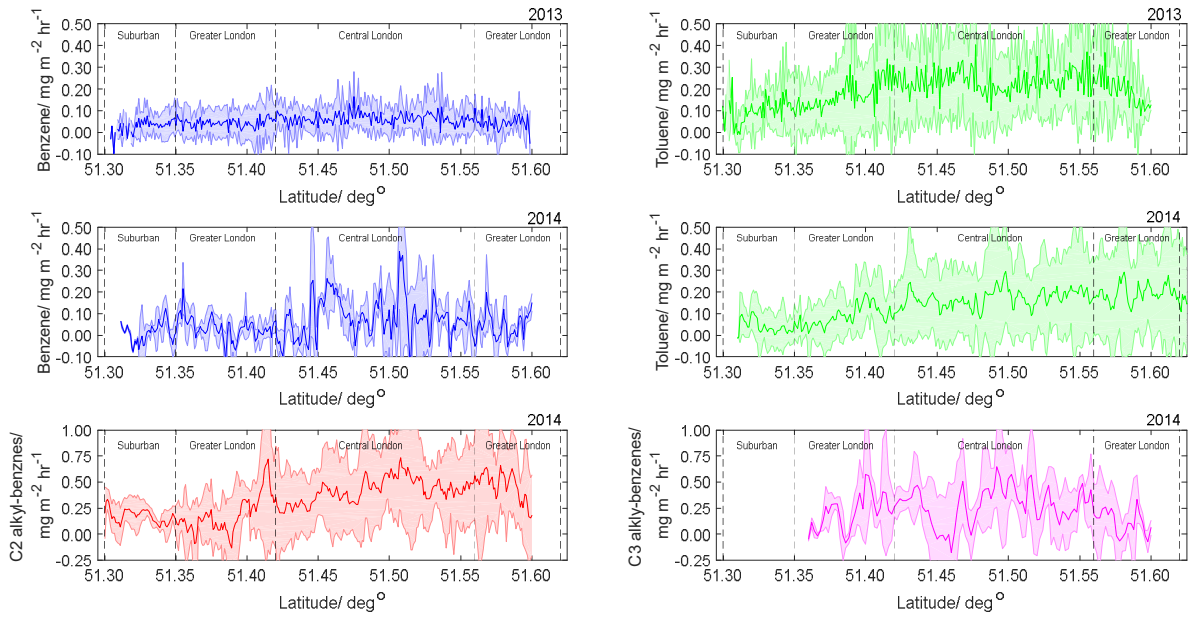 2013
0.50
0.40
0.30
0.20
0.10
0.00
-0.10
Benzene/ mg m -2 hr-1
Suburban
Greater London
Central London
Greater London
51.30
51.35
51.40
51.45
51.50
51.55
51.60
Latitude/ deg o
2013
0.50
0.40
0.30
0.20
0.10
0.00
-0.10
Toluene/ mg m -2 hr-1
Suburban
Greater London
Central London
Greater London
51.30
51.35
51.40
51.45
51.50
51.55
51.60
Latitude/ deg o
2014
0.50
0.40
0.30
0.20
0.10
0.00
-0.10
Benzene/ mg m -2 hr-1
Suburban
Greater London
Central London
Greater London
51.30
51.35
51.40
51.45
51.50
51.55
51.60
Latitude/ deg o
2014
0.50
0.40
0.30
0.20
0.10
0.00
-0.10
Toluene/ mg m -2 hr-1
Suburban
Greater London
Central London
Greater London
51.30
51.35
51.40
51.45
51.50
51.55
51.60
Latitude/ deg o
2014
1.00
0.75
0.50
0.25
0.00
-0.25
C2 alkyl-benznes/
mg m-2 hr-1
Suburban
Greater London
Central London
Greater London
51.30
51.35
51.40
51.45
51.50
51.55
51.60
Latitude/ deg o
2014
1.00
0.75
0.50
0.25
0.00
-0.25
C3 alkly-benzenes/
mg m-2 hr-1
Suburban
Greater London
Central London
Greater London
51.30
51.35
51.40
51.45
51.50
51.55
51.60
Latitude/ deg o